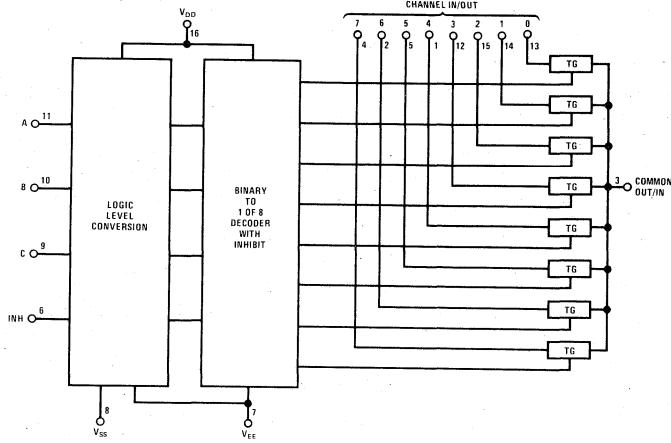 CHANNEL IN/OUT
7 6 5 4 3 2 1 0
4 2 5 1 12 15 14 13
VDD
16
A 11
B 10
C 9
INH 6
LOGIC
LEVEL
CONVERSION
BINARY
TO
1 OF 8
DECODER
WITH
INHIBIT
TG
TG
TG
TG
TG
TG
TG
TG
3 COMMON
OUT/IN
8
VSS
7
VEE